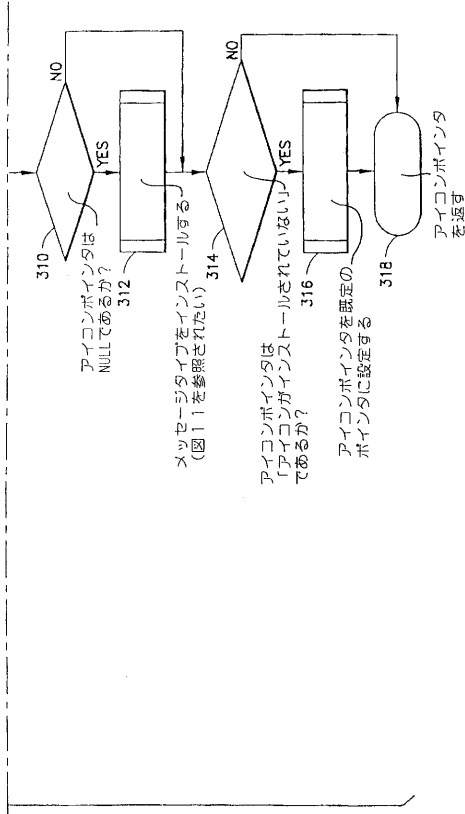 310
NO
アイコンポインタは
NULLであるか?
YES
312
メッセージタイプをインストールする
(図11を参照されたい)
314
NO
アイコンポインタは
「アイコンがインストールされていない」
であるか?
YES
316
アイコンポインタを既定の
ポインタに設定する
318
アイコンポインタ
を返す